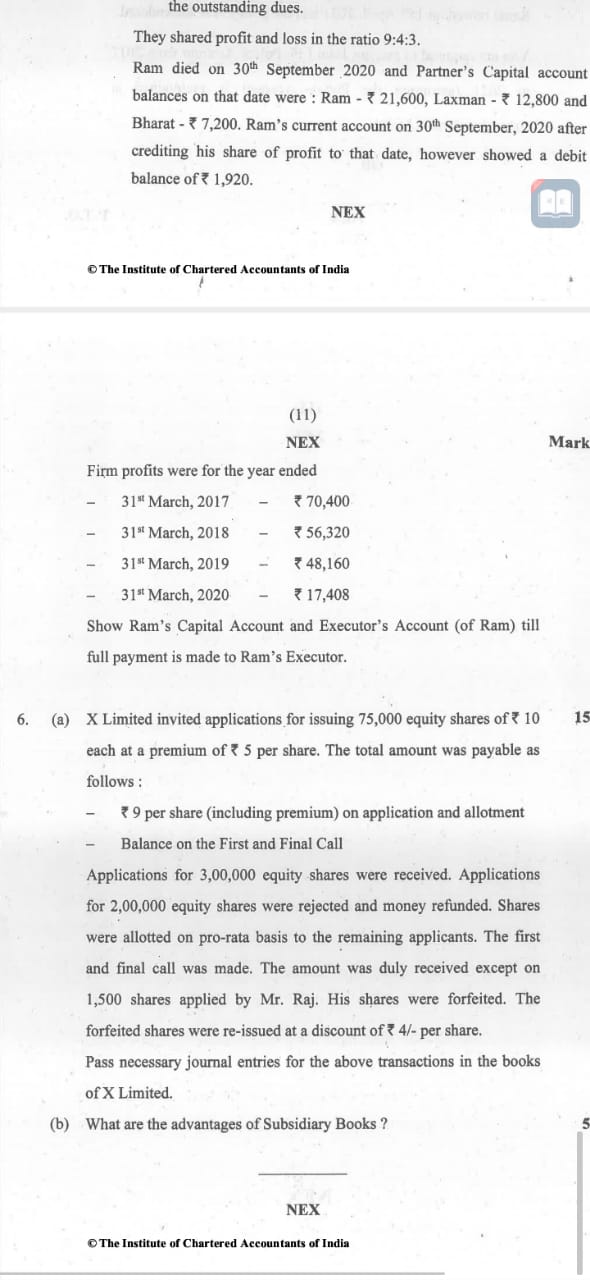 the outstanding dues.
They shared profit and loss in the ratio 9:4:3.
Ram died on 30th September 2020 and Partner's Capital account
balances on that date were : Ram - ₹ 21,600, Laxman - ₹ 12,800 and
Bharat - ₹ 7,200. Ram's current account on 30th September, 2020 after
crediting his share of profit to that date, however showed a debit
balance of ₹ 1,920.
NEX
© The Institute of Chartered Accountants of India
(11)
NEX
Mark
Firm profits were for the year ended
– 31st March, 2017 – ₹ 70,400
– 31st March, 2018 – ₹ 56,320
– 31st March, 2019 – ₹ 48,160
– 31st March, 2020 – ₹ 17,408
Show Ram's Capital Account and Executor's Account (of Ram) till
full payment is made to Ram's Executor.
6. (a) X Limited invited applications for issuing 75,000 equity shares of ₹ 10 15
each at a premium of ₹ 5 per share. The total amount was payable as
follows :
– ₹ 9 per share (including premium) on application and allotment
– Balance on the First and Final Call
Applications for 3,00,000 equity shares were received. Applications
for 2,00,000 equity shares were rejected and money refunded. Shares
were allotted on pro-rata basis to the remaining applicants. The first
and final call was made. The amount was duly received except on
1,500 shares applied by Mr. Raj. His shares were forfeited. The
forfeited shares were re-issued at a discount of ₹ 4/- per share.
Pass necessary journal entries for the above transactions in the books
of X Limited.
(b) What are the advantages of Subsidiary Books ? 5
NEX
© The Institute of Chartered Accountants of India